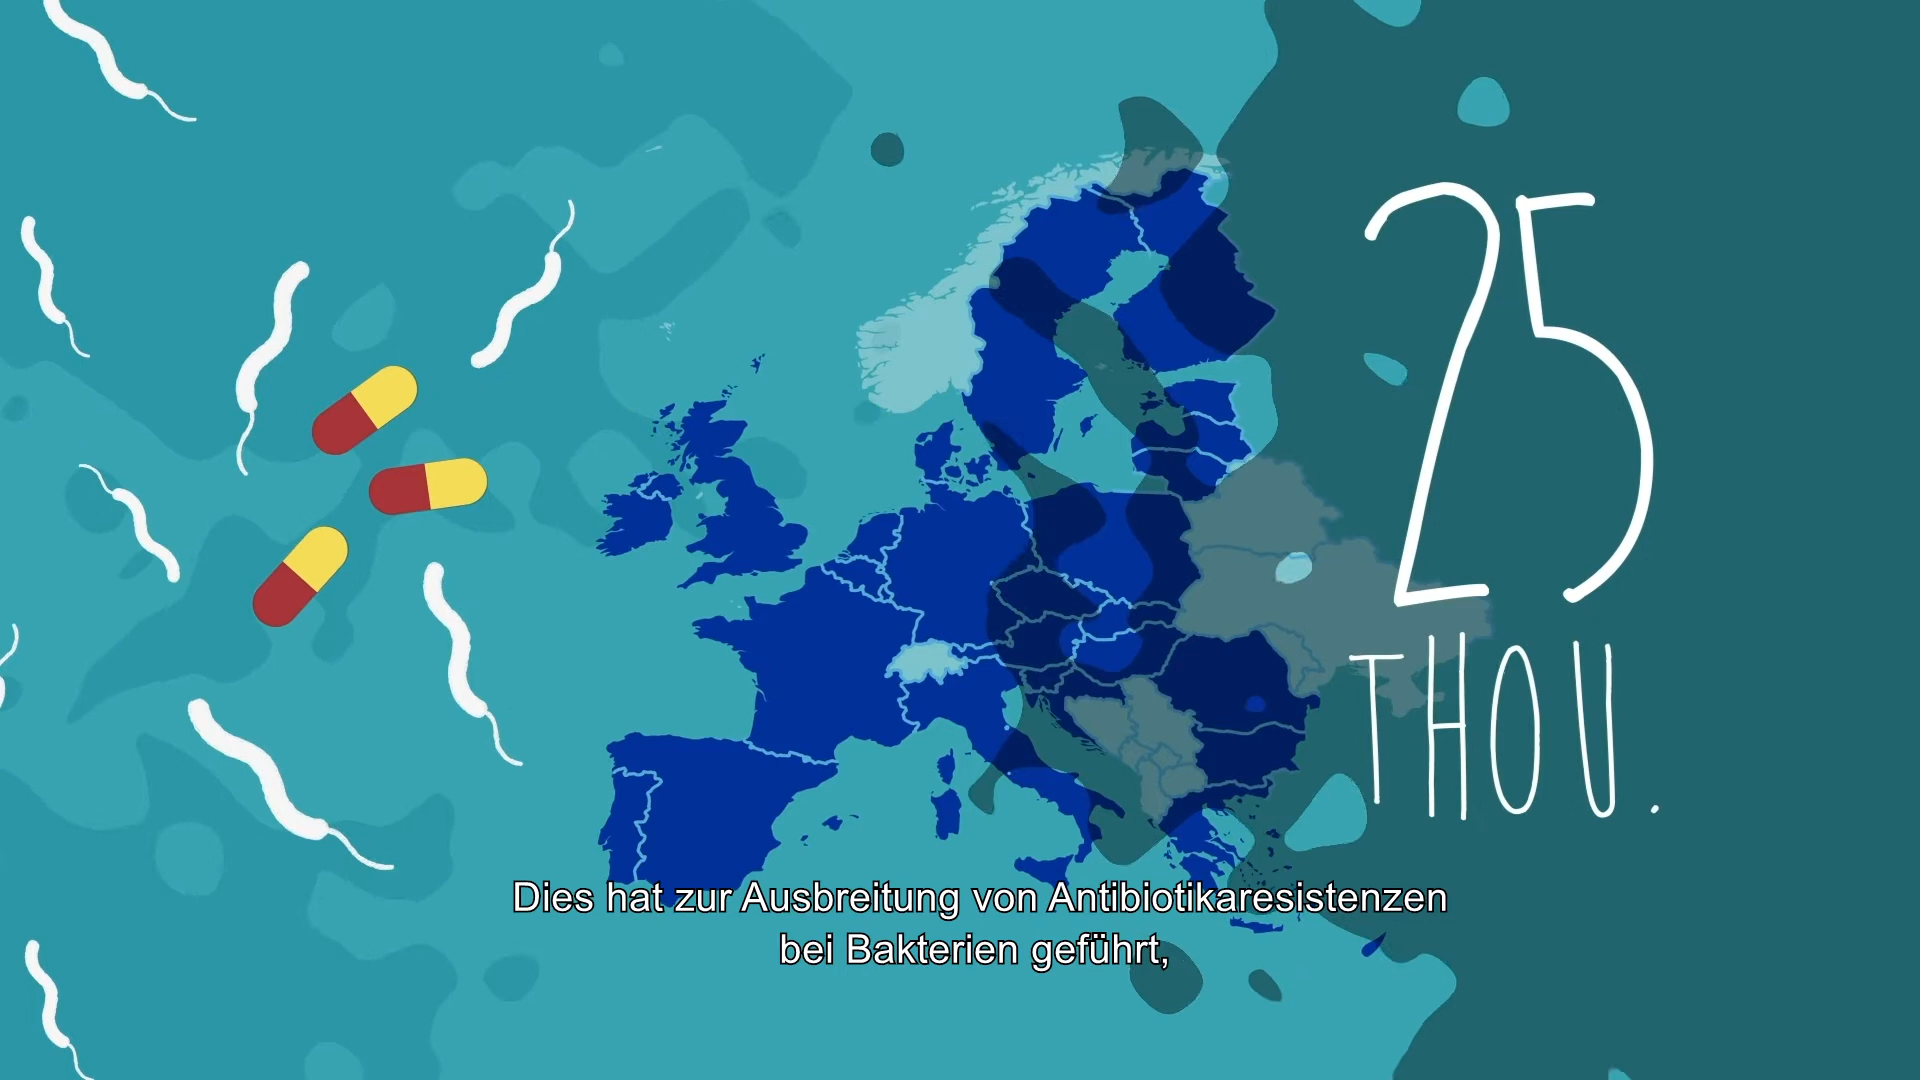 25
THOU.
Dies hat zur Ausbreitung von Antibiotikaresistenzen
bei Bakterien geführt,